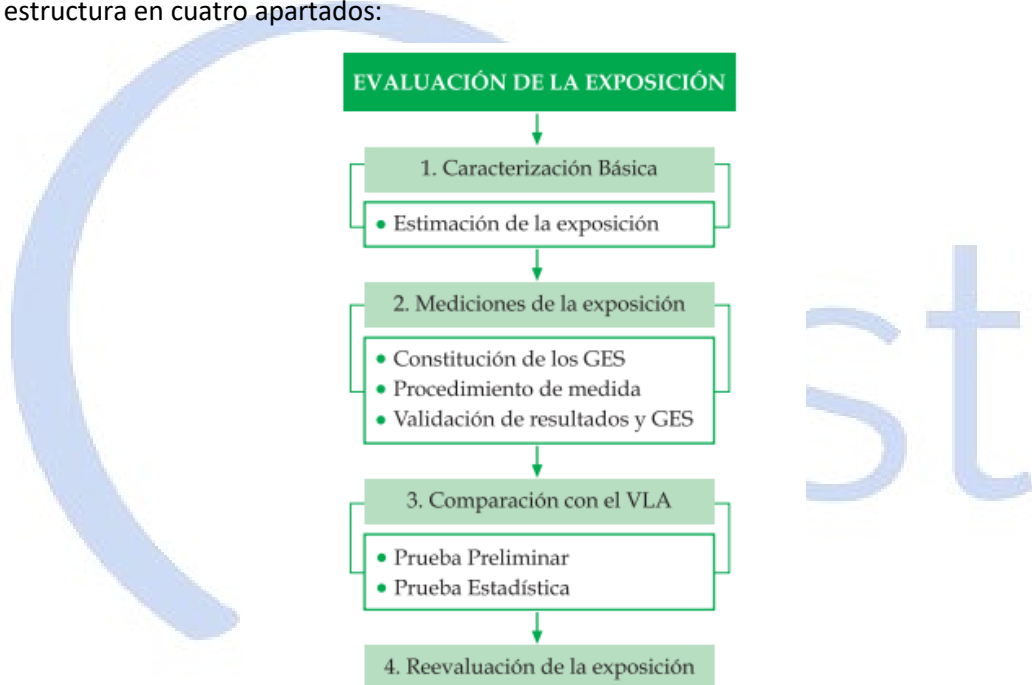 estructura en cuatro apartados:
EVALUACIÓN DE LA EXPOSICIÓN
1. Caracterización Básica
• Estimación de la exposición
2. Mediciones de la exposición
• Constitución de los GES
• Procedimiento de medida
• Validación de resultados y GES
3. Comparación con el VLA
• Prueba Preliminar
• Prueba Estadística
4. Reevaluación de la exposición
st